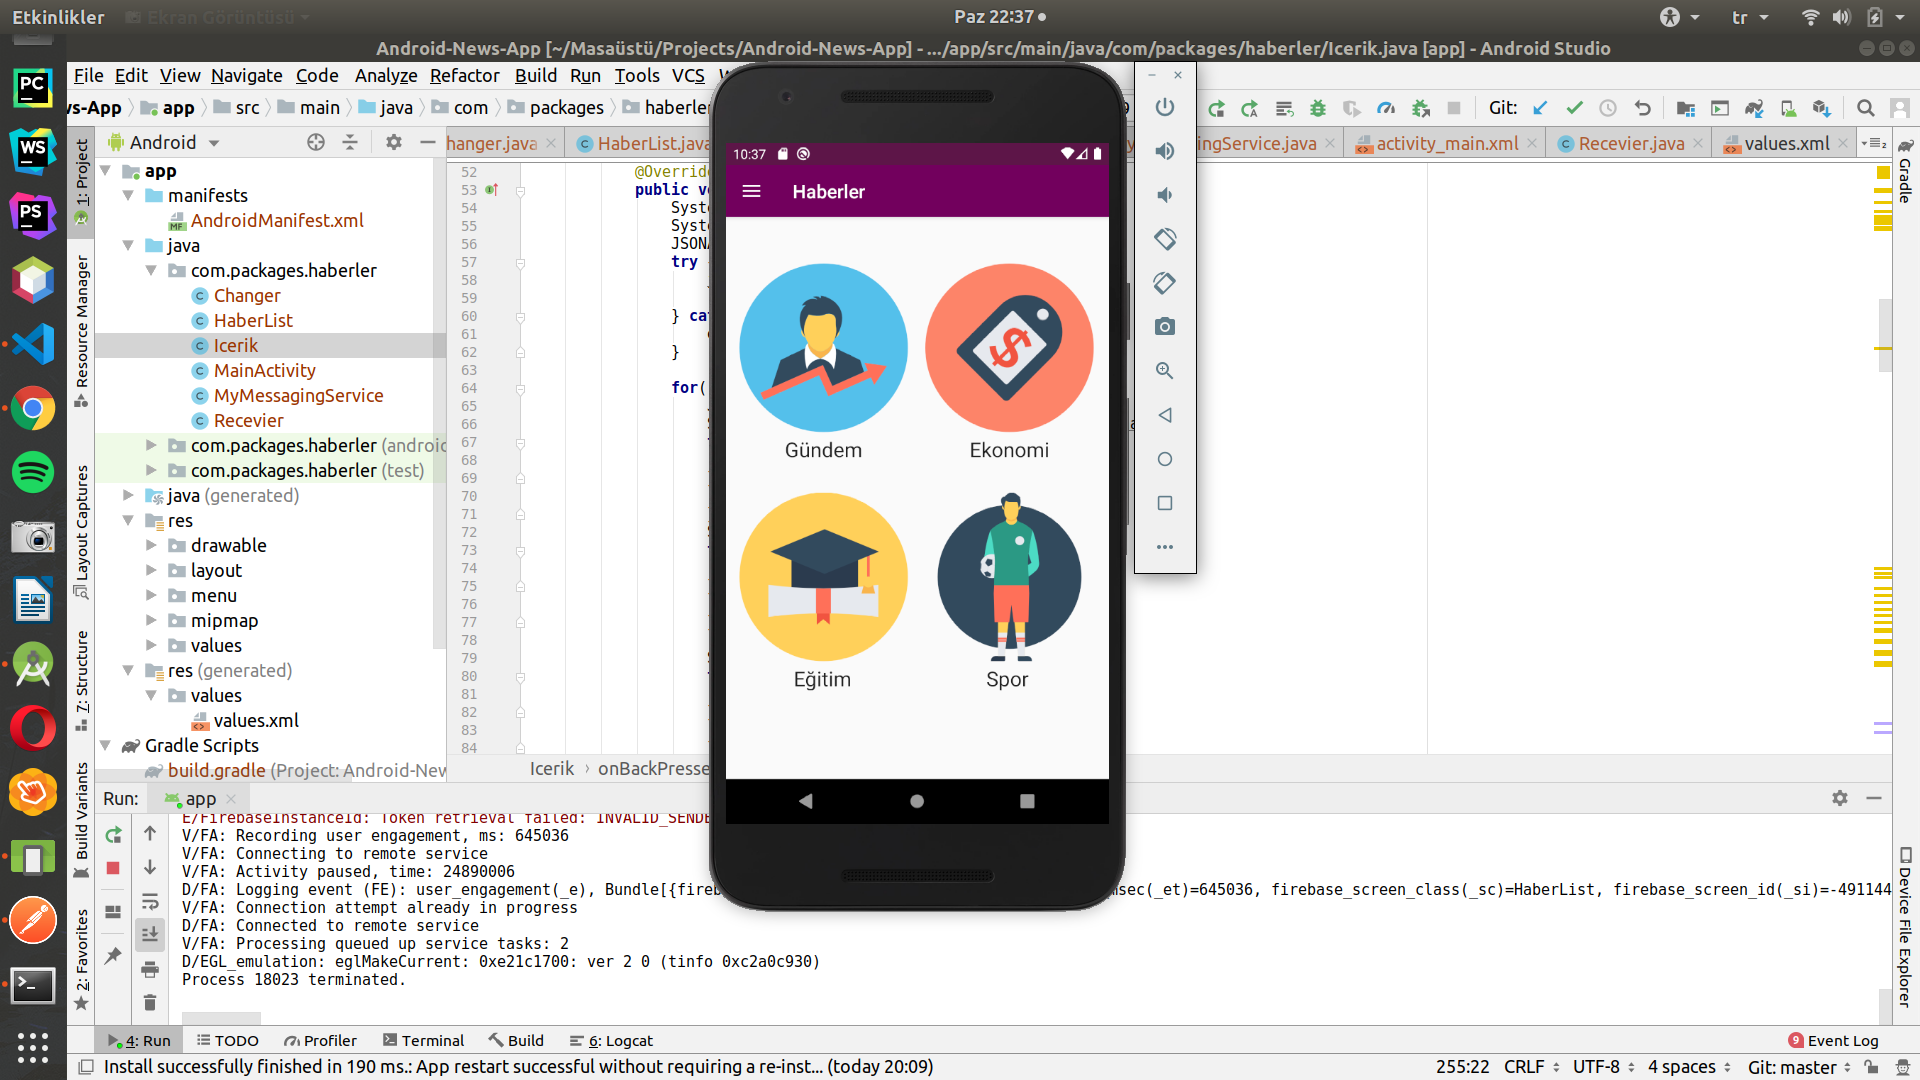 Etkinlikler
Ekran Görüntüsü
Paz 22:37
tr
Android-News-App [~/Masaüstü/Projects/Android-News-App] - .../app/src/main/java/com/packages/haberler/Icerik.java [app] - Android Studio
File Edit View Navigate Code Analyze Refactor Build Run Tools VCS
vs-App app src main java com packages haberler
Git:
Android
hanger.java
HaberList.java
ingService.java
activity_main.xml
Recevier.java
values.xml
1: Project
Resource Manager
Layout Captures
7: Structure
Build Variants
2: Favorites
Gradle
Device File Explorer
app
manifests
AndroidManifest.xml
java
com.packages.haberler
Changer
HaberList
Icerik
MainActivity
MyMessagingService
Recevier
com.packages.haberler (androic
com.packages.haberler (test)
java (generated)
res
drawable
layout
menu
mipmap
values
res (generated)
values
values.xml
Gradle Scripts
build.gradle (Project: Android-Nev
52 @Override
53 public v
54 Syste
55 Syste
56 JSONA
57 try
58
59
60 } cat
61
62 }
63
64 for(
65
66
67
68
69
70
71
72
73
74
75
76
77
78
79
80
81
82
83
84
Icerik › onBackPresse
10:37
Haberler
Gündem
Ekonomi
Eğitim
Spor
Run: app
E/FirebaseInstanceId: Token retrieval failed: INVALID_SENDE
V/FA: Recording user engagement, ms: 645036
V/FA: Connecting to remote service
V/FA: Activity paused, time: 24890006
D/FA: Logging event (FE): user_engagement(_e), Bundle[{fireb
msec(_et)=645036, firebase_screen_class(_sc)=HaberList, firebase_screen_id(_si)=-491144
V/FA: Connection attempt already in progress
D/FA: Connected to remote service
V/FA: Processing queued up service tasks: 2
D/EGL_emulation: eglMakeCurrent: 0xe21c1700: ver 2 0 (tinfo 0xc2a0c930)
Process 18023 terminated.
4: Run TODO Profiler Terminal Build 6: Logcat
9 Event Log
Install successfully finished in 190 ms.: App restart successful without requiring a re-inst... (today 20:09)
255:22 CRLF UTF-8 4 spaces Git: master